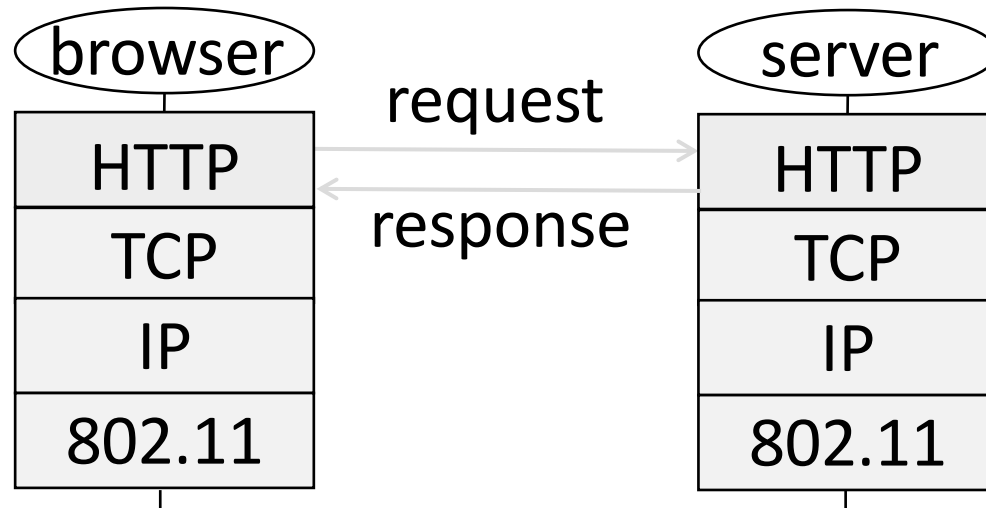 browser
server
request
response
HTTP
TCP
IP
802.11
HTTP
TCP
IP
802.11